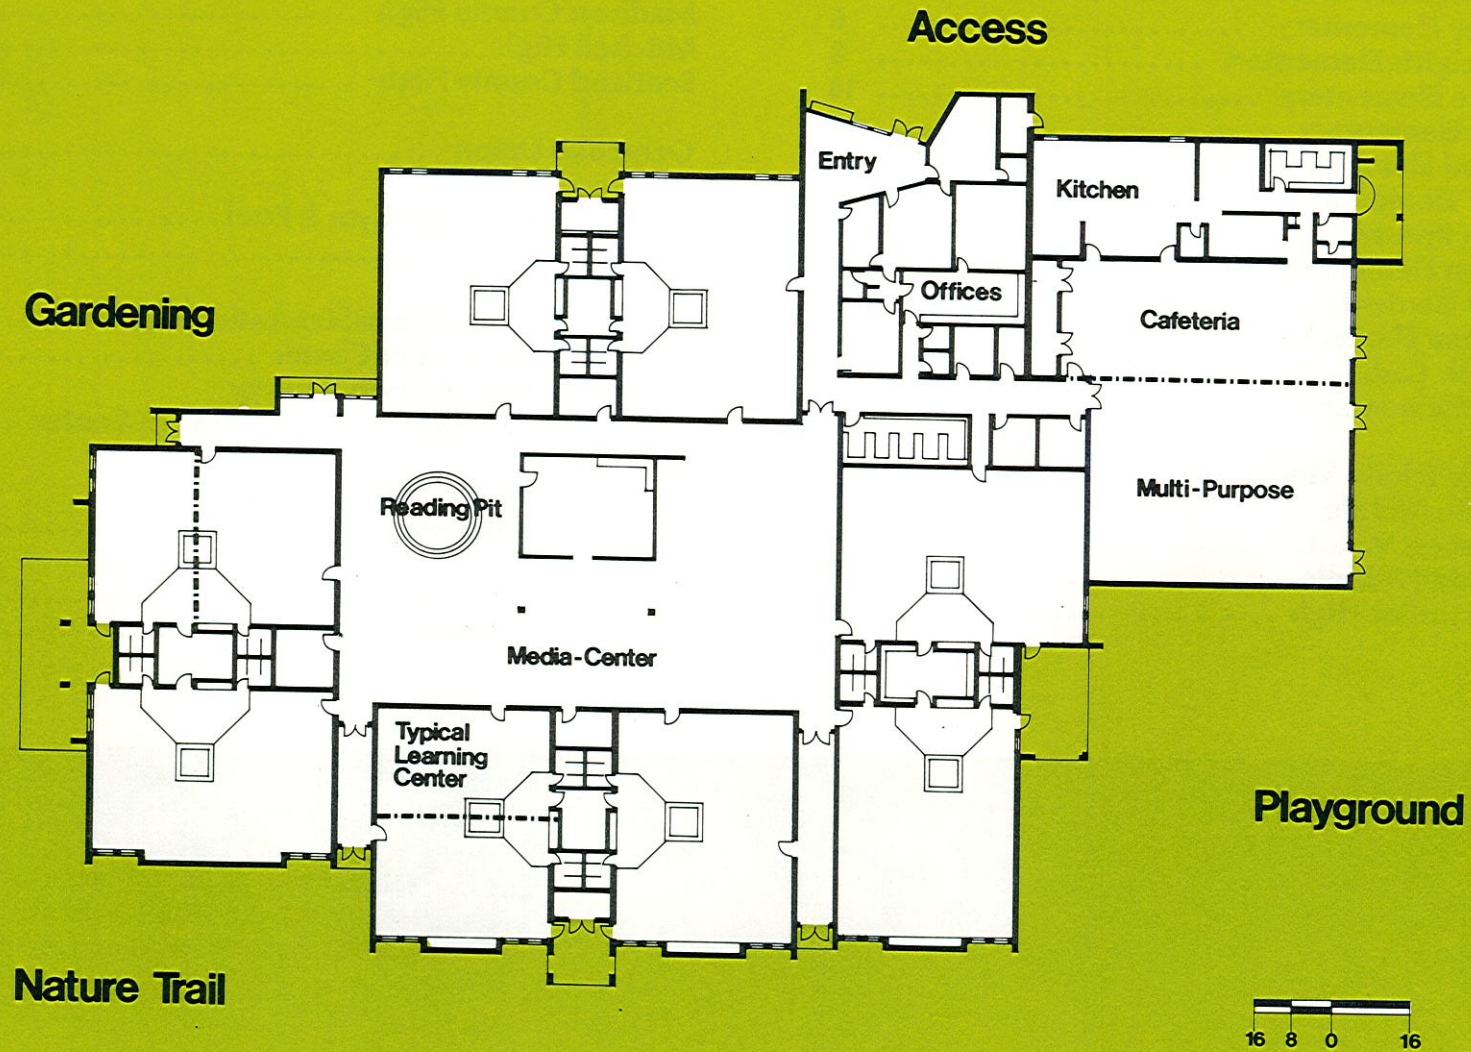 Access
Entry
Kitchen
Gardening
Offices
Cafeteria
Reading Pit
Multi-Purpose
Media-Center
Typical
Learning
Center
Playground
Nature Trail
16 8 0 16